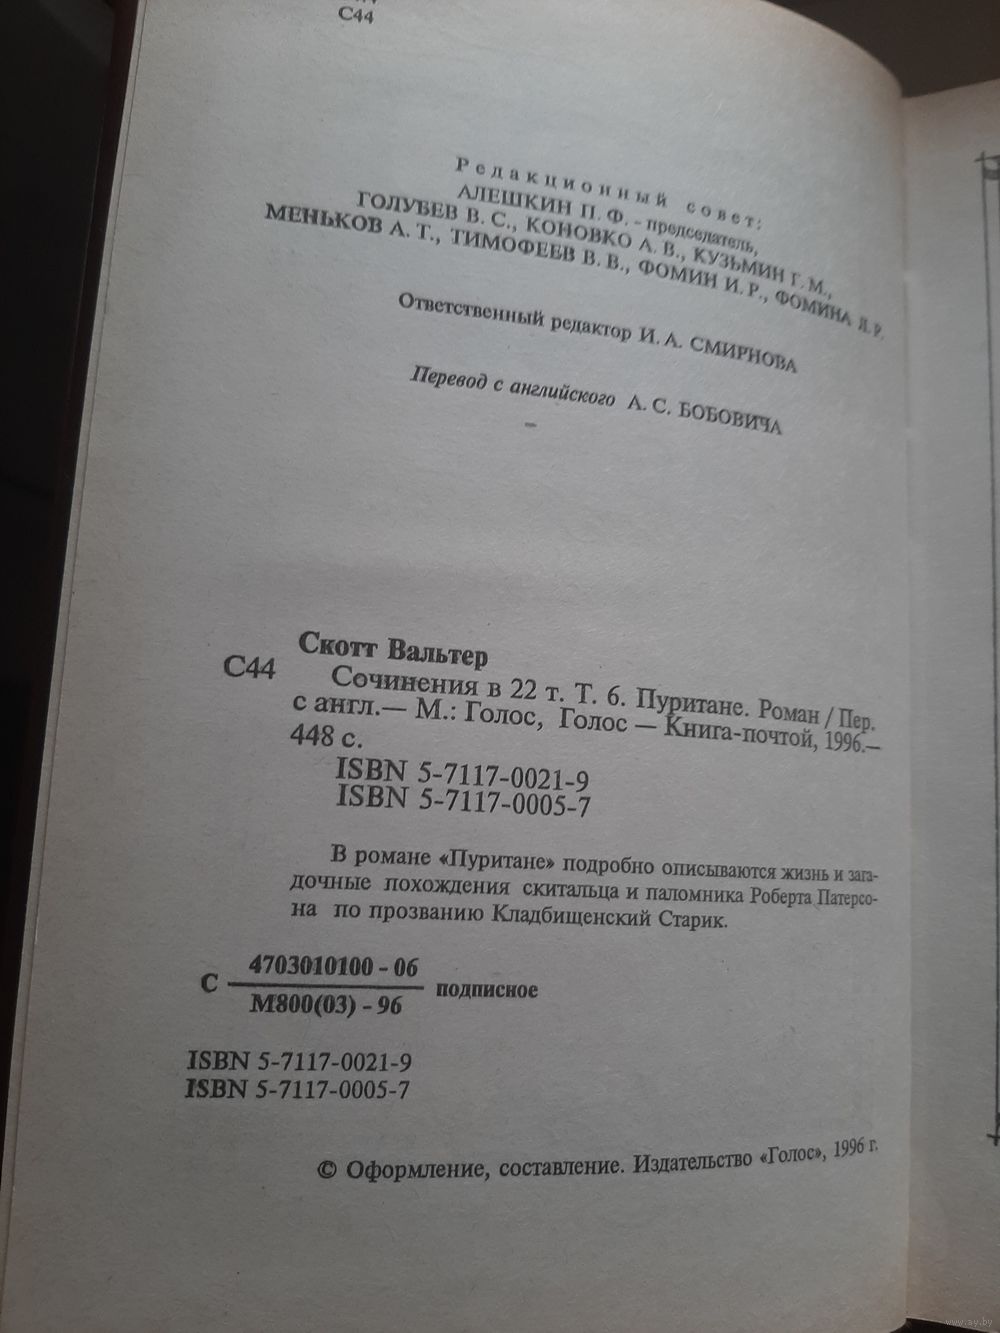 С44
Редакционный совет:
АЛЕШКИН П. Ф. - председатель,
ГОЛУБЕВ В. С., КОНОВКО А. В., КУЗЬМИН Г. М.,
МЕНЬКОВ А. Т., ТИМОФЕЕВ В. В., ФОМИН И. Р., ФОМИНА Л. Р.
Ответственный редактор И. А. СМИРНОВА
Перевод с английского А. С. БОБОВИЧА
Скотт Вальтер
С44 Сочинения в 22 т. Т. 6. Пуритане. Роман / Пер.
с англ.— М.: Голос, Голос — Книга-почтой, 1996.—
448 с.
ISBN 5-7117-0021-9
ISBN 5-7117-0005-7
В романе «Пуритане» подробно описываются жизнь и зага-
дочные похождения скитальца и паломника Роберта Патерсо-
на по прозванию Кладбищенский Старик.
4703010100 - 06
С подписное
М800(03) - 96
ISBN 5-7117-0021-9
ISBN 5-7117-0005-7
© Оформление, составление. Издательство «Голос», 1996 г.
www.ay.by